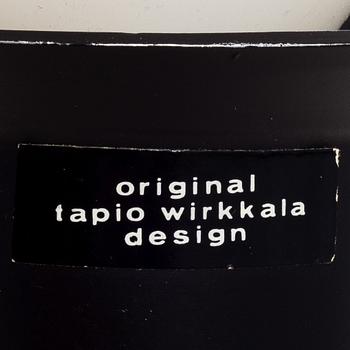 original
tapio wirkkala
design